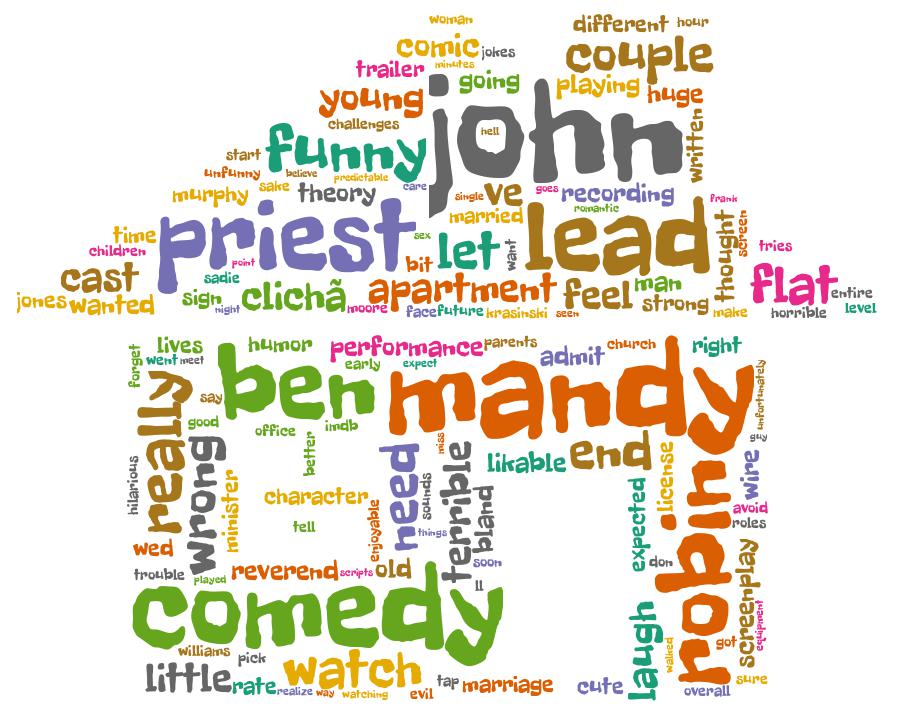 woman
different hour
comic jokes couple
trailer minutes going playing huge
young john written
challenges hell
start funny
unfunny believe predictable
murphy sake theory care single ve goes recording frank
romantic
priest married lead thought screen
time sex let want tries
children point bit
cast sadie apartment feel man flat entire
jones wanted sign clichã moore strong
night face future krasinski seen make horrible level
forget lives humor performance parents church right
went meet early expect admit
really say ben mandy unfortunately
good office imdb guy
hilarious wrong better need miss terrible likable end license wire
minister character sounds bland expected robiny avoid
tell enjoyable things roles
wed
trouble played reverend scripts old soon don screenplay
comedy ll laugh equipment
williams pick walked got
little rate watch tap marriage cute sure
realize way watching evil overall